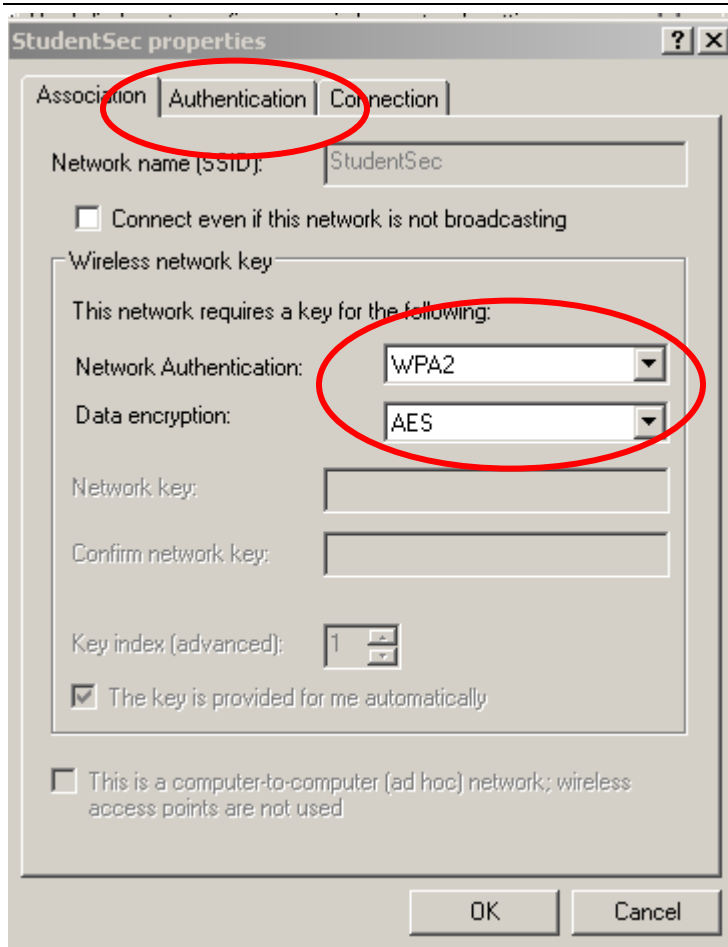 StudentSec properties
Association Authentication Connection
Network name (SSID): StudentSec
Connect even if this network is not broadcasting
Wireless network key
This network requires a key for the following:
Network Authentication: WPA2
Data encryption: AES
Network key:
Confirm network key:
Key index (advanced): 1
The key is provided for me automatically
This is a computer-to-computer (ad hoc) network; wireless
access points are not used
OK Cancel